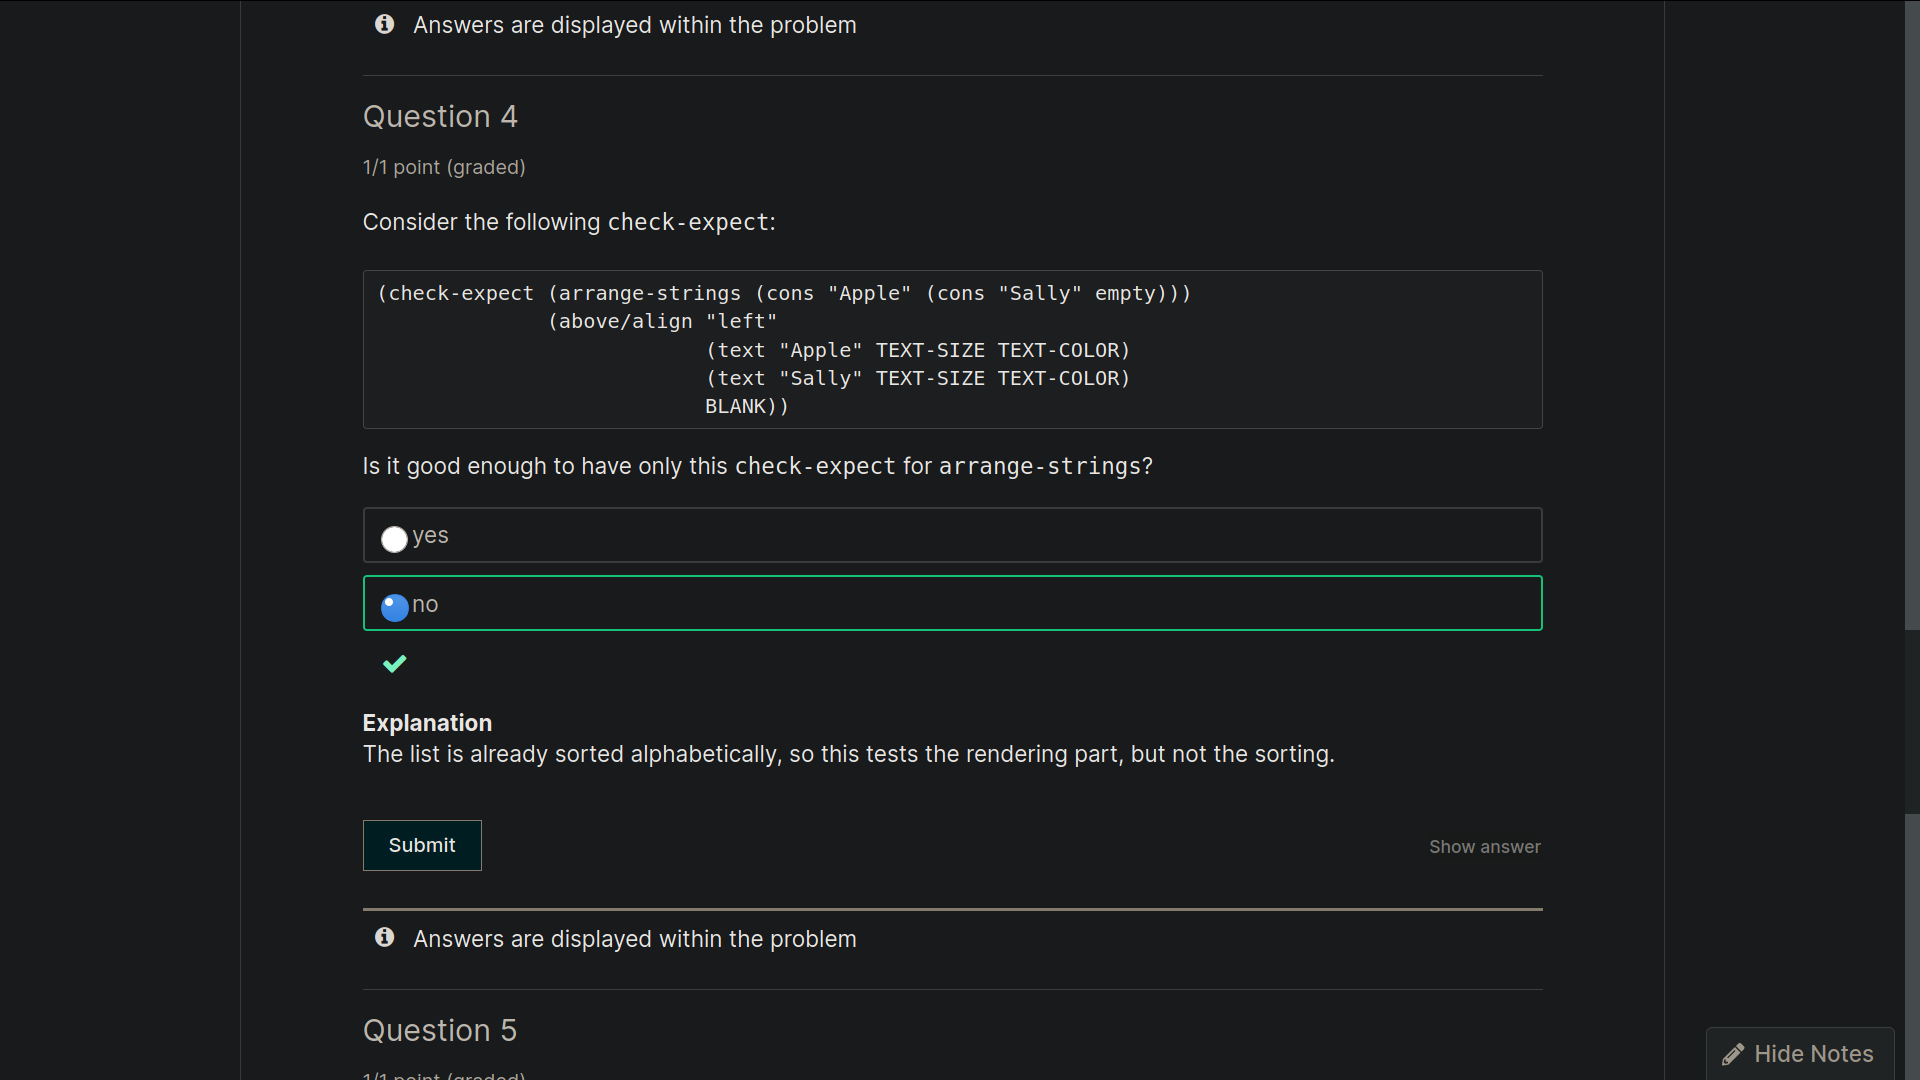 Answers are displayed within the problem
Question 4
1/1 point (graded)
Consider the following check-expect:
(check-expect (arrange-strings (cons "Apple" (cons "Sally" empty)))
              (above/align "left"
                           (text "Apple" TEXT-SIZE TEXT-COLOR)
                           (text "Sally" TEXT-SIZE TEXT-COLOR)
                           BLANK))
Is it good enough to have only this check-expect for arrange-strings?
yes
no
Explanation
The list is already sorted alphabetically, so this tests the rendering part, but not the sorting.
Submit
Show answer
Answers are displayed within the problem
Question 5
1/1 point (graded)
Hide Notes